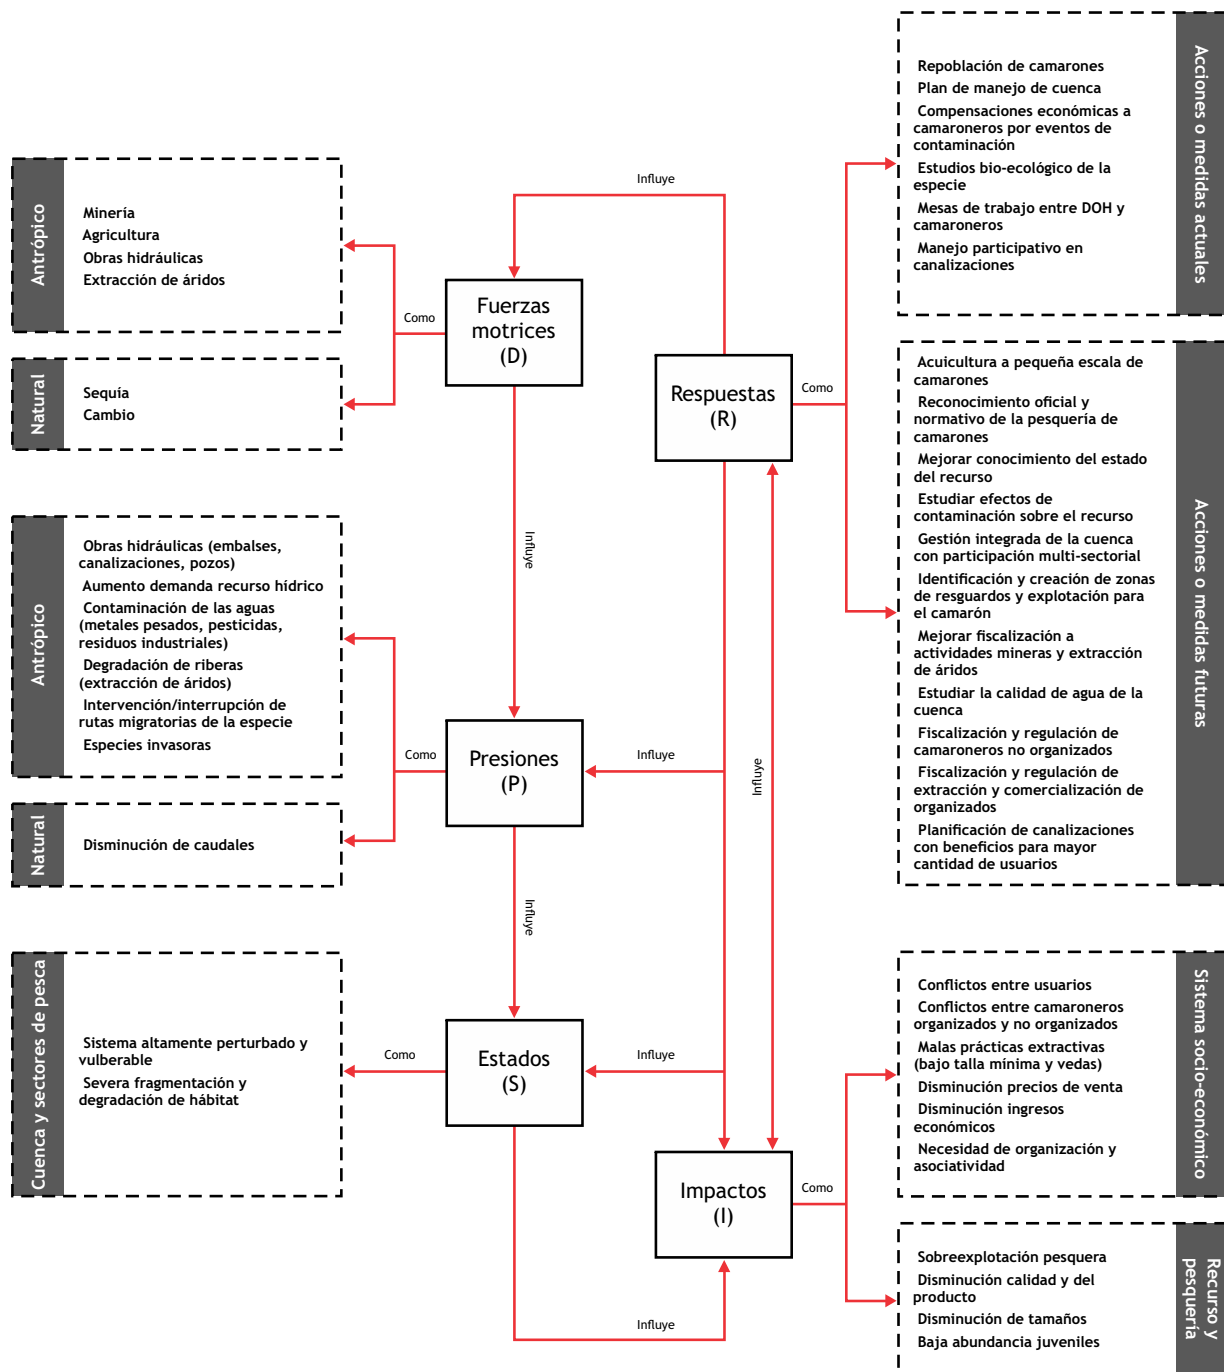 Antrópico
Minería
Agricultura
Obras hidráulicas
Extracción de áridos
Natural
Sequía
Cambio
Como
Fuerzas
motrices
(D)
Influye
Influye
Antrópico
Obras hidráulicas (embalses,
canalizaciones, pozos)
Aumento demanda recurso hídrico
Contaminación de las aguas
(metales pesados, pesticidas,
residuos industriales)
Degradación de riberas
(extracción de áridos)
Intervención/interrupción de
rutas migratorias de la especie
Especies invasoras
Natural
Disminución de caudales
Como
Presiones
(P)
Influye
Influye
Cuenca y sectores de pesca
Sistema altamente perturbado y
vulberable
Severa fragmentación y
degradación de hábitat
Como
Estados
(S)
Influye
Influye
Respuestas
(R)
Como
Influye
Acciones o medidas actuales
Repoblación de camarones
Plan de manejo de cuenca
Compensaciones económicas a
camaroneros por eventos de
contaminación
Estudios bio-ecológico de la
especie
Mesas de trabajo entre DOH y
camaroneros
Manejo participativo en
canalizaciones
Acciones o medidas futuras
Acuicultura a pequeña escala de
camarones
Reconocimiento oficial y
normativo de la pesquería de
camarones
Mejorar conocimiento del estado
del recurso
Estudiar efectos de
contaminación sobre el recurso
Gestión integrada de la cuenca
con participación multi-sectorial
Identificación y creación de zonas
de resguardos y explotación para
el camarón
Mejorar fiscalización a
actividades mineras y extracción
de áridos
Estudiar la calidad de agua de la
cuenca
Fiscalización y regulación de
camaroneros no organizados
Fiscalización y regulación de
extracción y comercialización de
organizados
Planificación de canalizaciones
con beneficios para mayor
cantidad de usuarios
Impactos
(I)
Como
Sistema socio-económico
Conflictos entre usuarios
Conflictos entre camaroneros
organizados y no organizados
Malas prácticas extractivas
(bajo talla mínima y vedas)
Disminución precios de venta
Disminución ingresos
económicos
Necesidad de organización y
asociatividad
Recurso y
pesquería
Sobreexplotación pesquera
Disminución calidad y del
producto
Disminución de tamaños
Baja abundancia juveniles